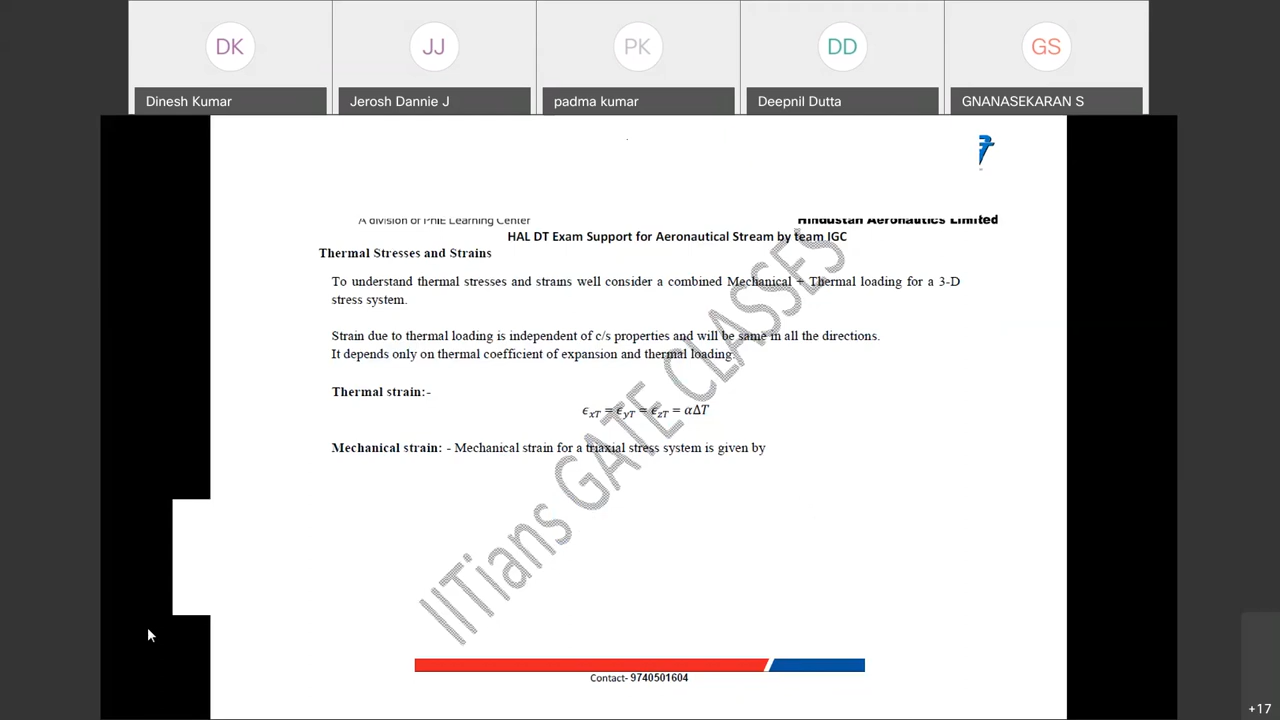 DK
JJ
PK
DD
GS
Dinesh Kumar
Jerosh Dannie J
padma kumar
Deepnil Dutta
GNANASEKARAN S
A division of PhIE Learning Center
Hindustan Aeronautics Limited
HAL DT Exam Support for Aeronautical Stream by team IGC
Thermal Stresses and Strains
To understand thermal stresses and strains well consider a combined Mechanical + Thermal loading for a 3-D
stress system.
Strain due to thermal loading is independent of c/s properties and will be same in all the directions.
It depends only on thermal coefficient of expansion and thermal loading.
Thermal strain:-
ϵxT = ϵyT = ϵzT = αΔT
Mechanical strain: - Mechanical strain for a triaxial stress system is given by
IITians GATE CLASSES
Contact- 9740501604
+17